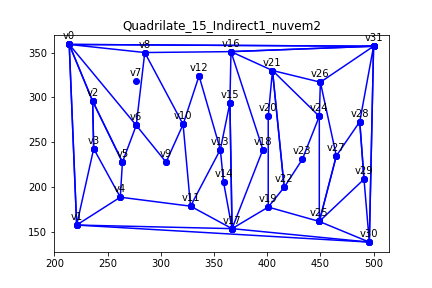 Quadrilate_15_Indirect1_nuvem2
v0
v31
v8
v16
v21
v12
v7
v26
v2
v15
v6
v10
v20
v24
v28
v3
v5
v9
v13
v18
v23
v27
v4
v14
v22
v29
v11
v19
v1
v17
v25
v30
350
300
250
200
150
200
250
300
350
400
450
500